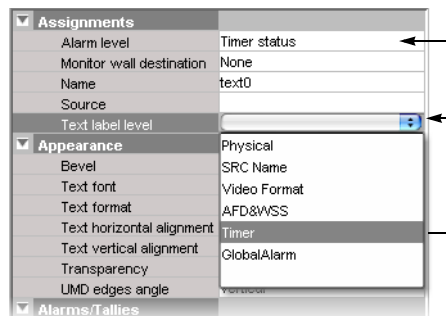 Assignments
Alarm level Timer status
Monitor wall destination None
Name text0
Source
Text label level
Appearance Physical
Bevel SRC Name
Text font Video Format
Text format AFD&WSS
Text horizontal alignment Timer
Text vertical alignment GlobalAlarm
Transparency
UMD edges angle vertical
Alarms/Tallies